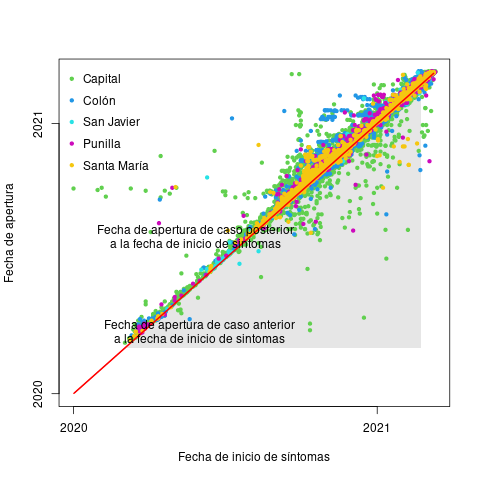 Capital
Colón
San Javier
Punilla
Santa María
Fecha de apertura de caso posterior
a la fecha de inicio de síntomas
Fecha de apertura de caso anterior
a la fecha de inicio de sintomas
2021
2020
Fecha de apertura
2020
2021
Fecha de inicio de síntomas